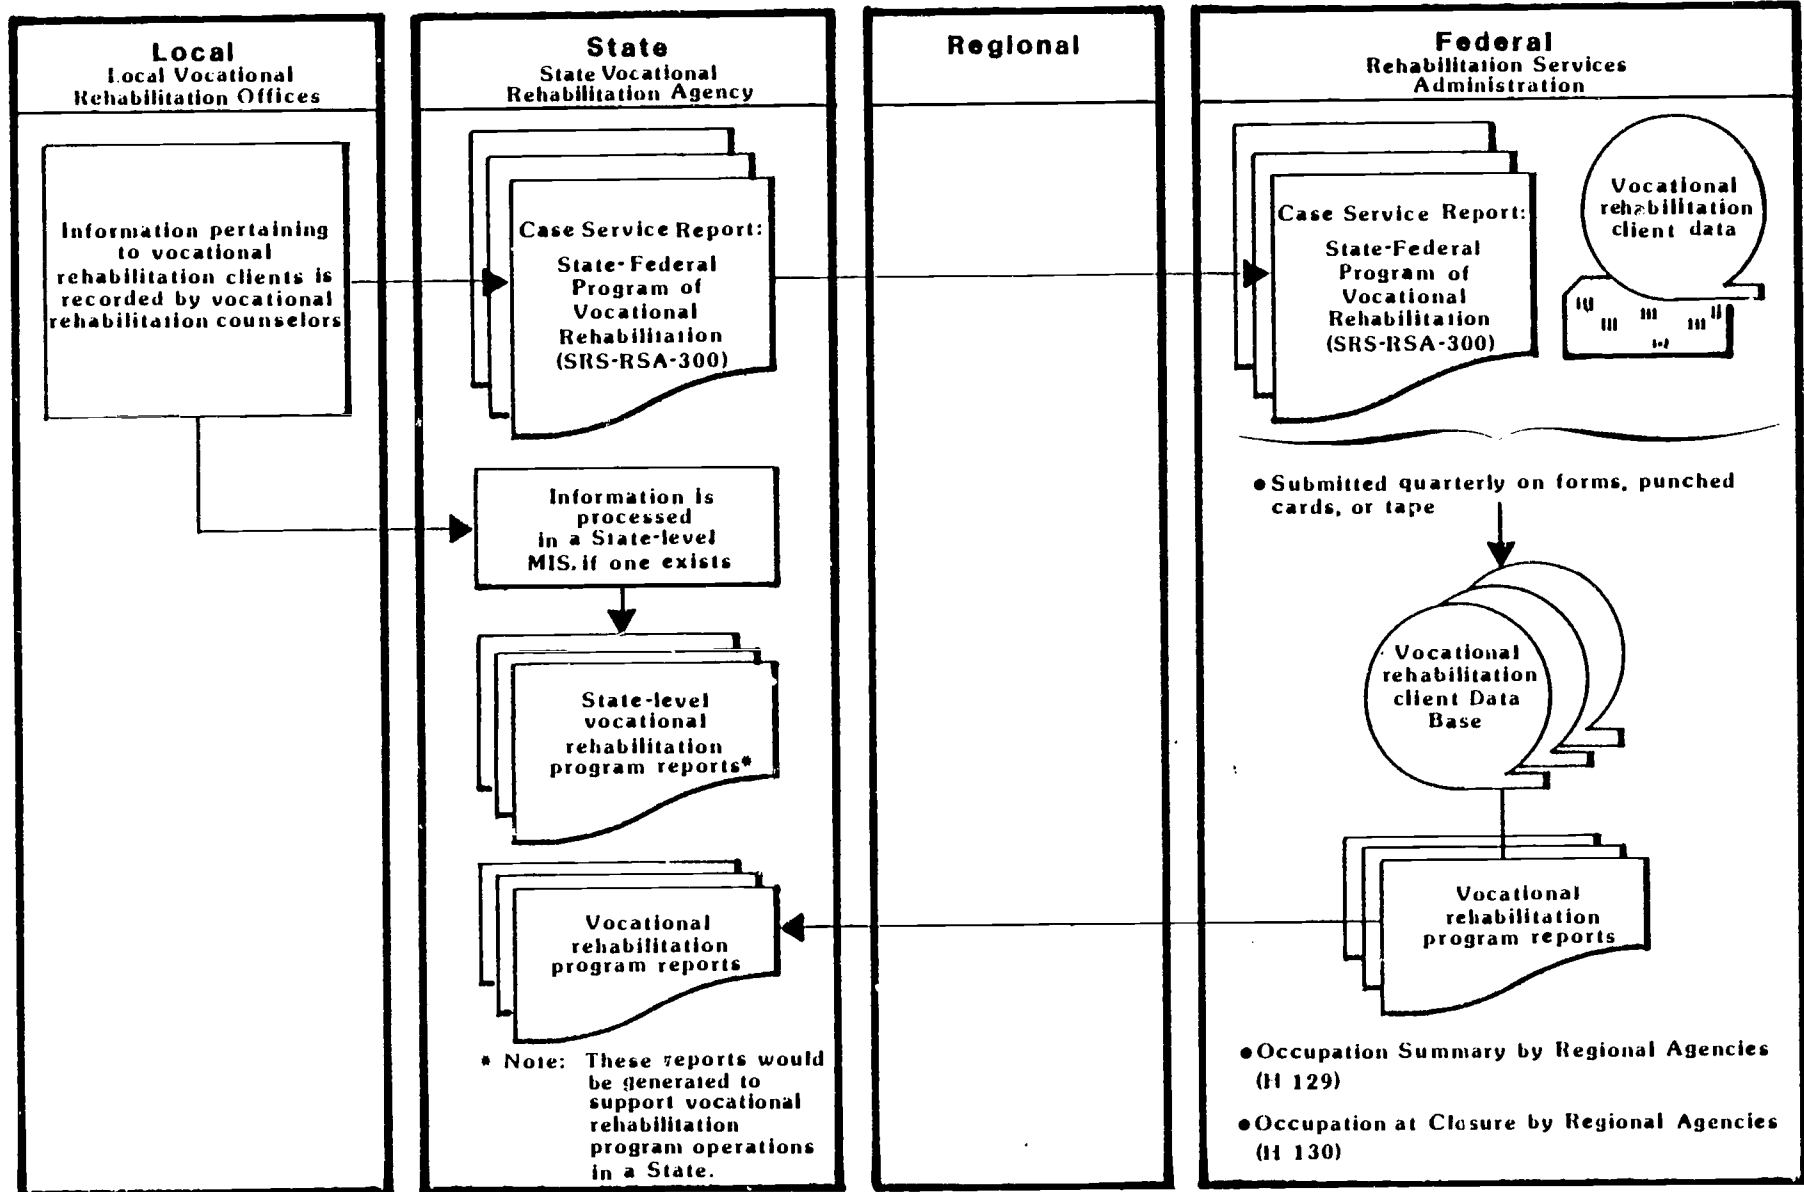 Local
Local Vocational
Rehabilitation Offices
Information pertaining
to vocational
rehabilitation clients is
recorded by vocational
rehabilitation counselors
State
State Vocational
Rehabilitation Agency
Case Service Report:
State-Federal
Program of
Vocational
Rehabilitation
(SRS-RSA-300)
Information is
processed
in a State-level
MIS, if one exists
State-level
vocational
rehabilitation
program reports*
Vocational
rehabilitation
program reports
* Note: These reports would
be generated to
support vocational
rehabilitation
program operations
in a State.
Regional
Federal
Rehabilitation Services
Administration
Case Service Report:
State-Federal
Program of
Vocational
Rehabilitation
(SRS-RSA-300)
Vocational
rehabilitation
client data
● Submitted quarterly on forms, punched
cards, or tape
Vocational
rehabilitation
client Data
Base
Vocational
rehabilitation
program reports
● Occupation Summary by Regional Agencies
(H 129)
● Occupation at Closure by Regional Agencies
(H 130)